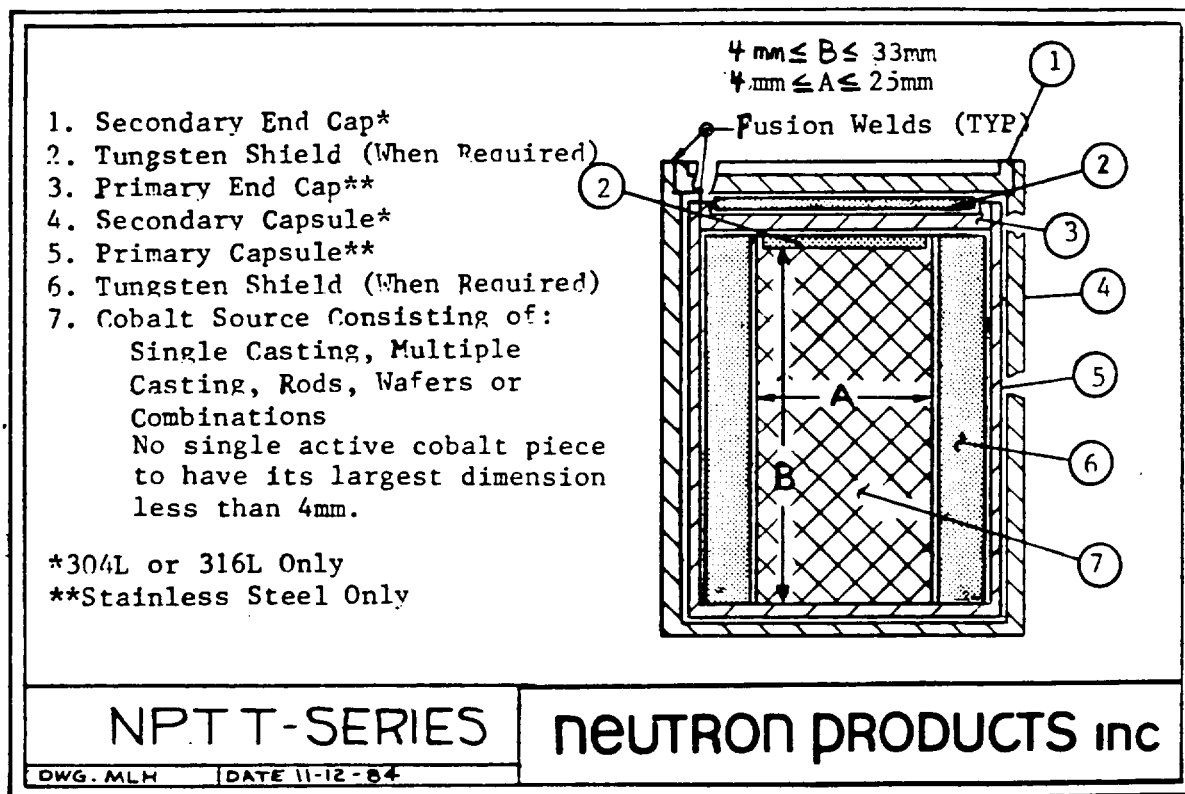 4 mm ≤ B ≤ 33mm
4 mm ≤ A ≤ 25mm
Fusion Welds (TYP)
1. Secondary End Cap*
2. Tungsten Shield (When Required)
3. Primary End Cap**
4. Secondary Capsule*
5. Primary Capsule**
6. Tungsten Shield (When Required)
7. Cobalt Source Consisting of:
Single Casting, Multiple
Casting, Rods, Wafers or
Combinations
No single active cobalt piece
to have its largest dimension
less than 4mm.
*304L or 316L Only
**Stainless Steel Only
1
2
2
3
4
5
6
7
A
B
NPTT-SERIES
NEUTRON PRODUCTS inc
DWG. MLH
DATE 11-12-84